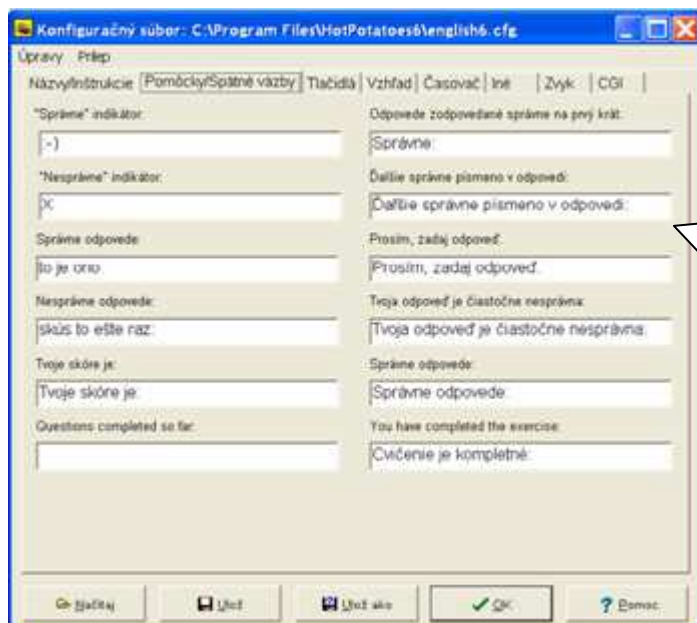 Konfiguračný súbor: C:\Program Files\HotPotatoes6\english6.cfg
Úpravy Prilep
Názvy/Inštrukcie Pomôcky/Spätné väzby Tlačidlá Vzhľad Časovač Iné Zvyk CGI
"Správne" indikátor:
:-)
"Nesprávne" indikátor:
X
Správne odpovede
to je ono
Nesprávne odpovede:
skús to ešte raz:
Tvoje skóre je:
Tvoje skóre je:
Questions completed so far:
Odpovede zodpovedané správne na prvý krát:
Správne:
Ďalšie správne písmeno v odpovedi:
Ďalšie správne písmeno v odpovedi:
Prosím, zadaj odpoveď.
Prosím, zadaj odpoveď.
Tvoja odpoveď je čiastočne nesprávna:
Tvoja odpoveď je čiastočne nesprávna:
Správne odpovede:
Správne odpovede:
You have completed the exercise:
Cvičenie je kompletné:
Načítaj Ulož Ulož ako OK Pomoc